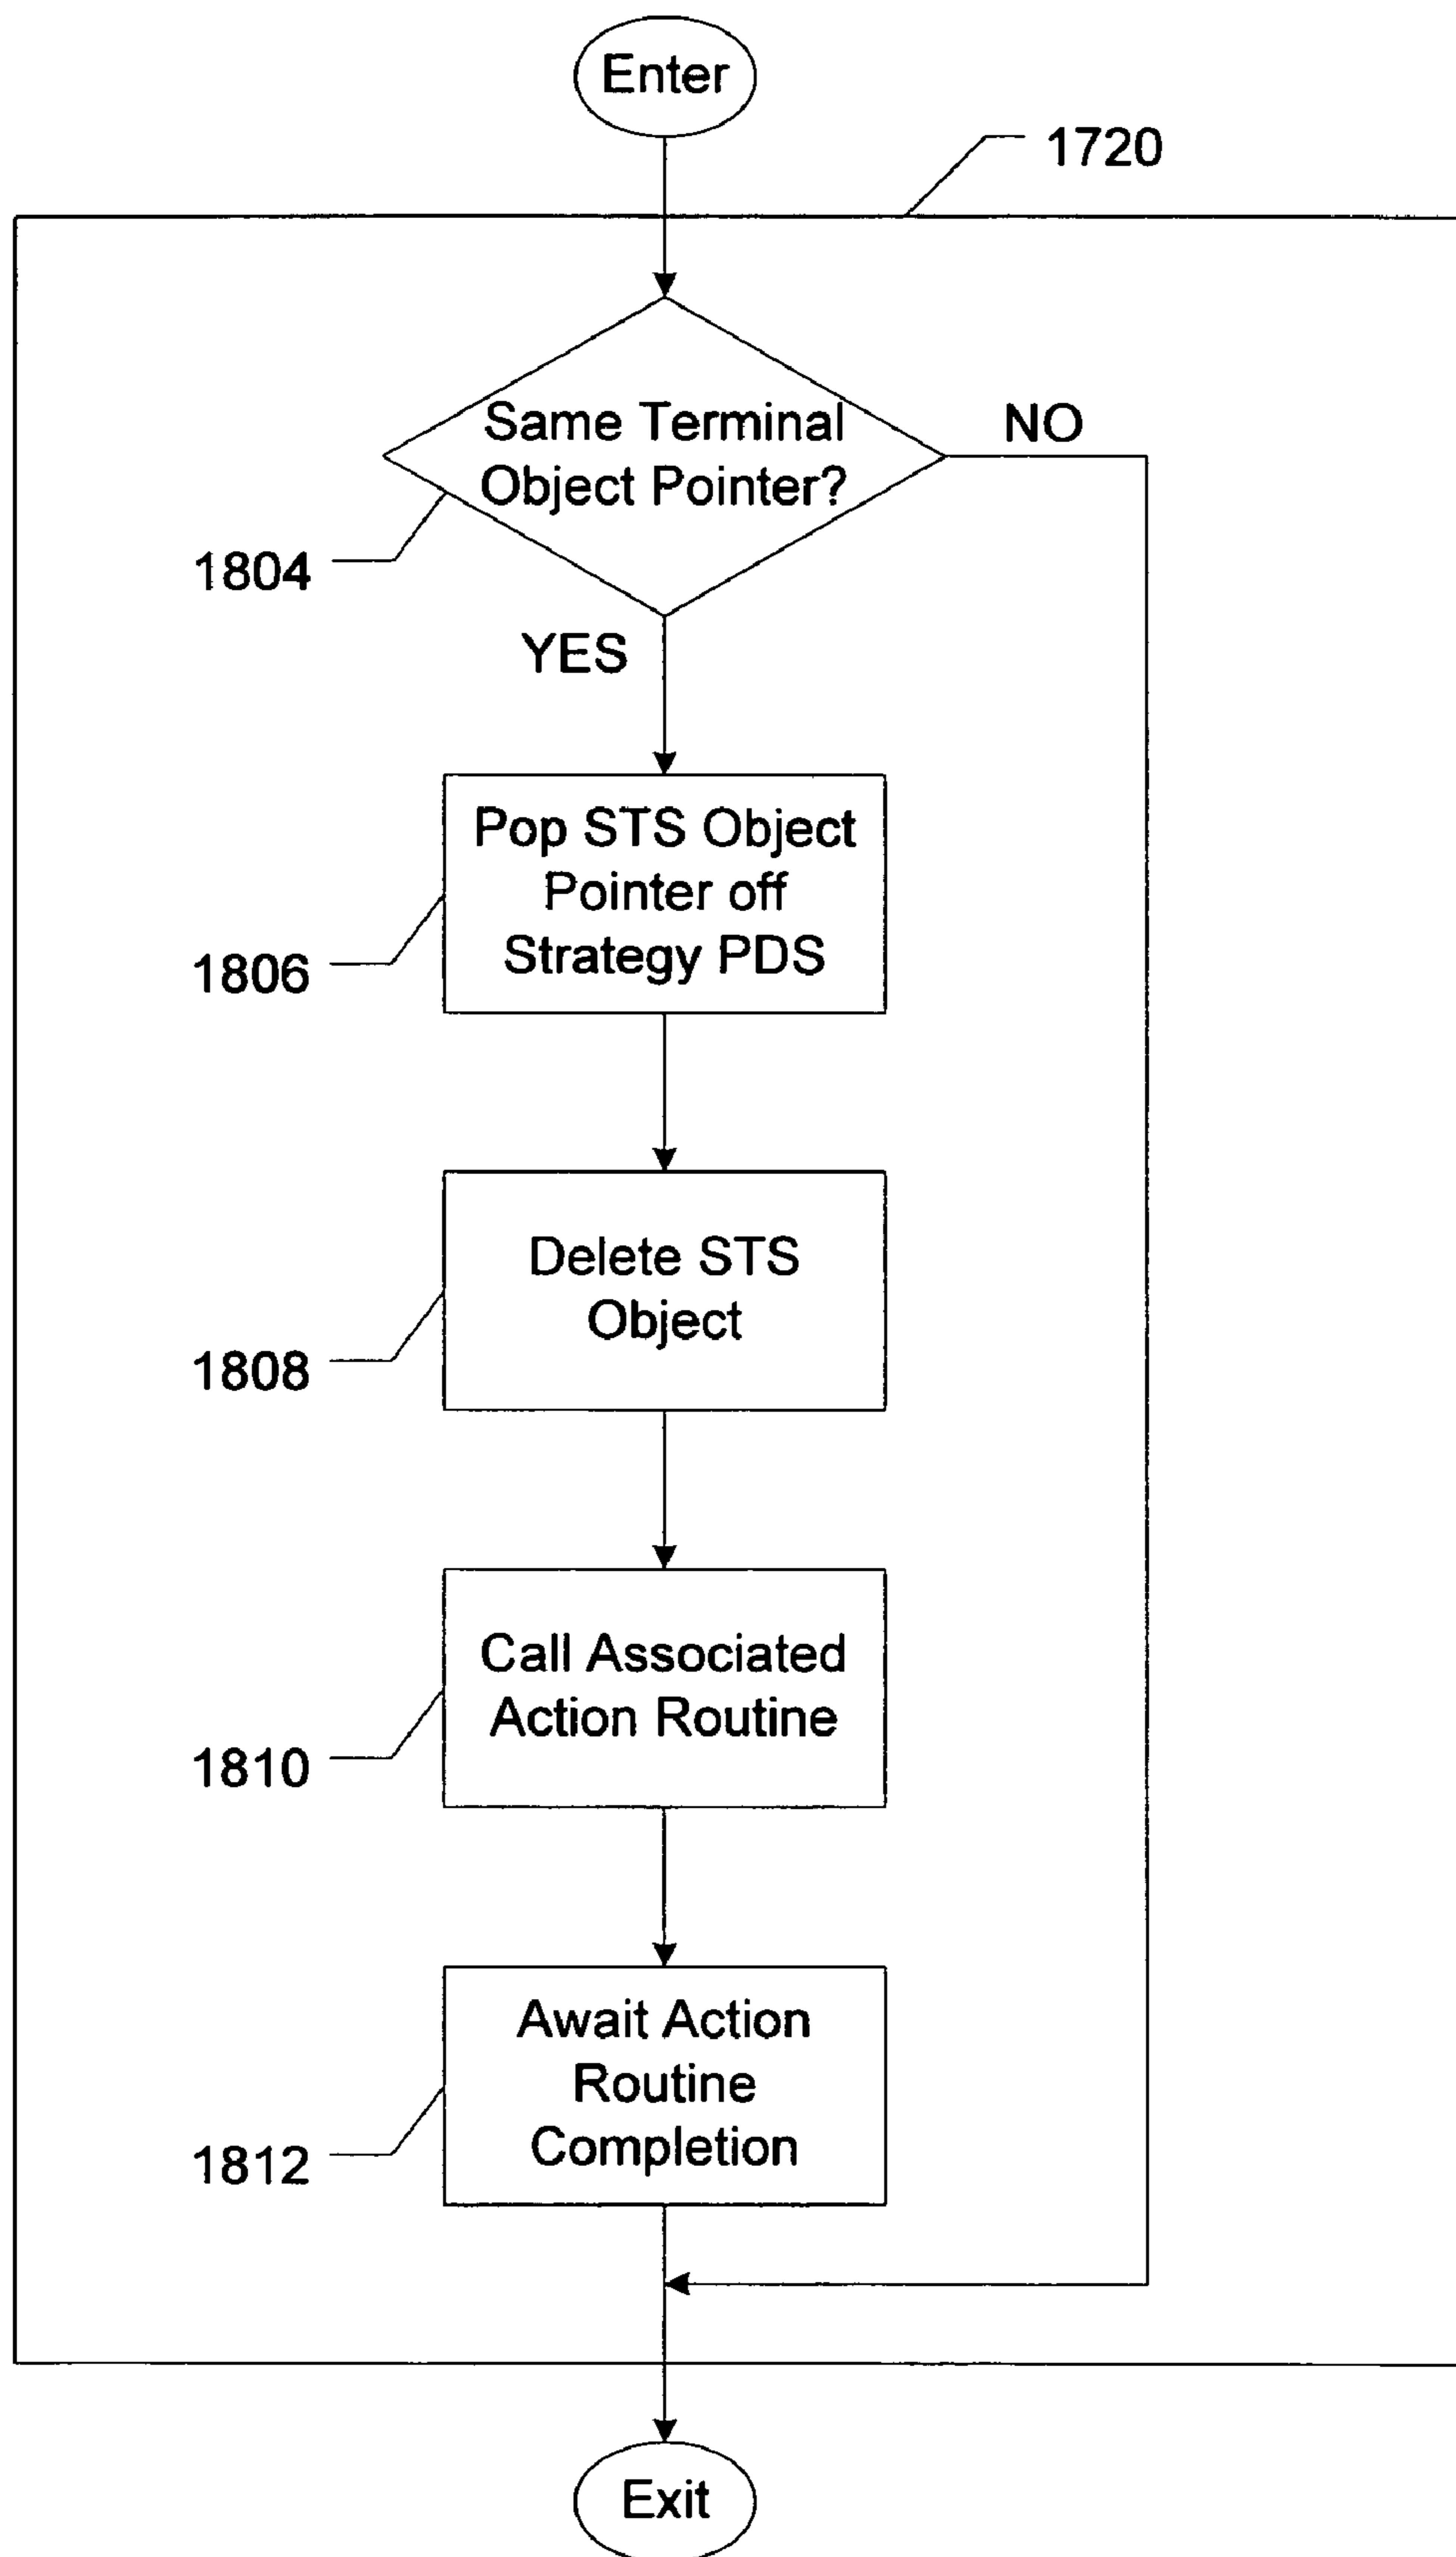 Enter
1720
Same Terminal
Object Pointer?
NO
1804
YES
Pop STS Object
Pointer off
Strategy PDS
1806
Delete STS
Object
1808
Call Associated
Action Routine
1810
Await Action
Routine
Completion
1812
Exit